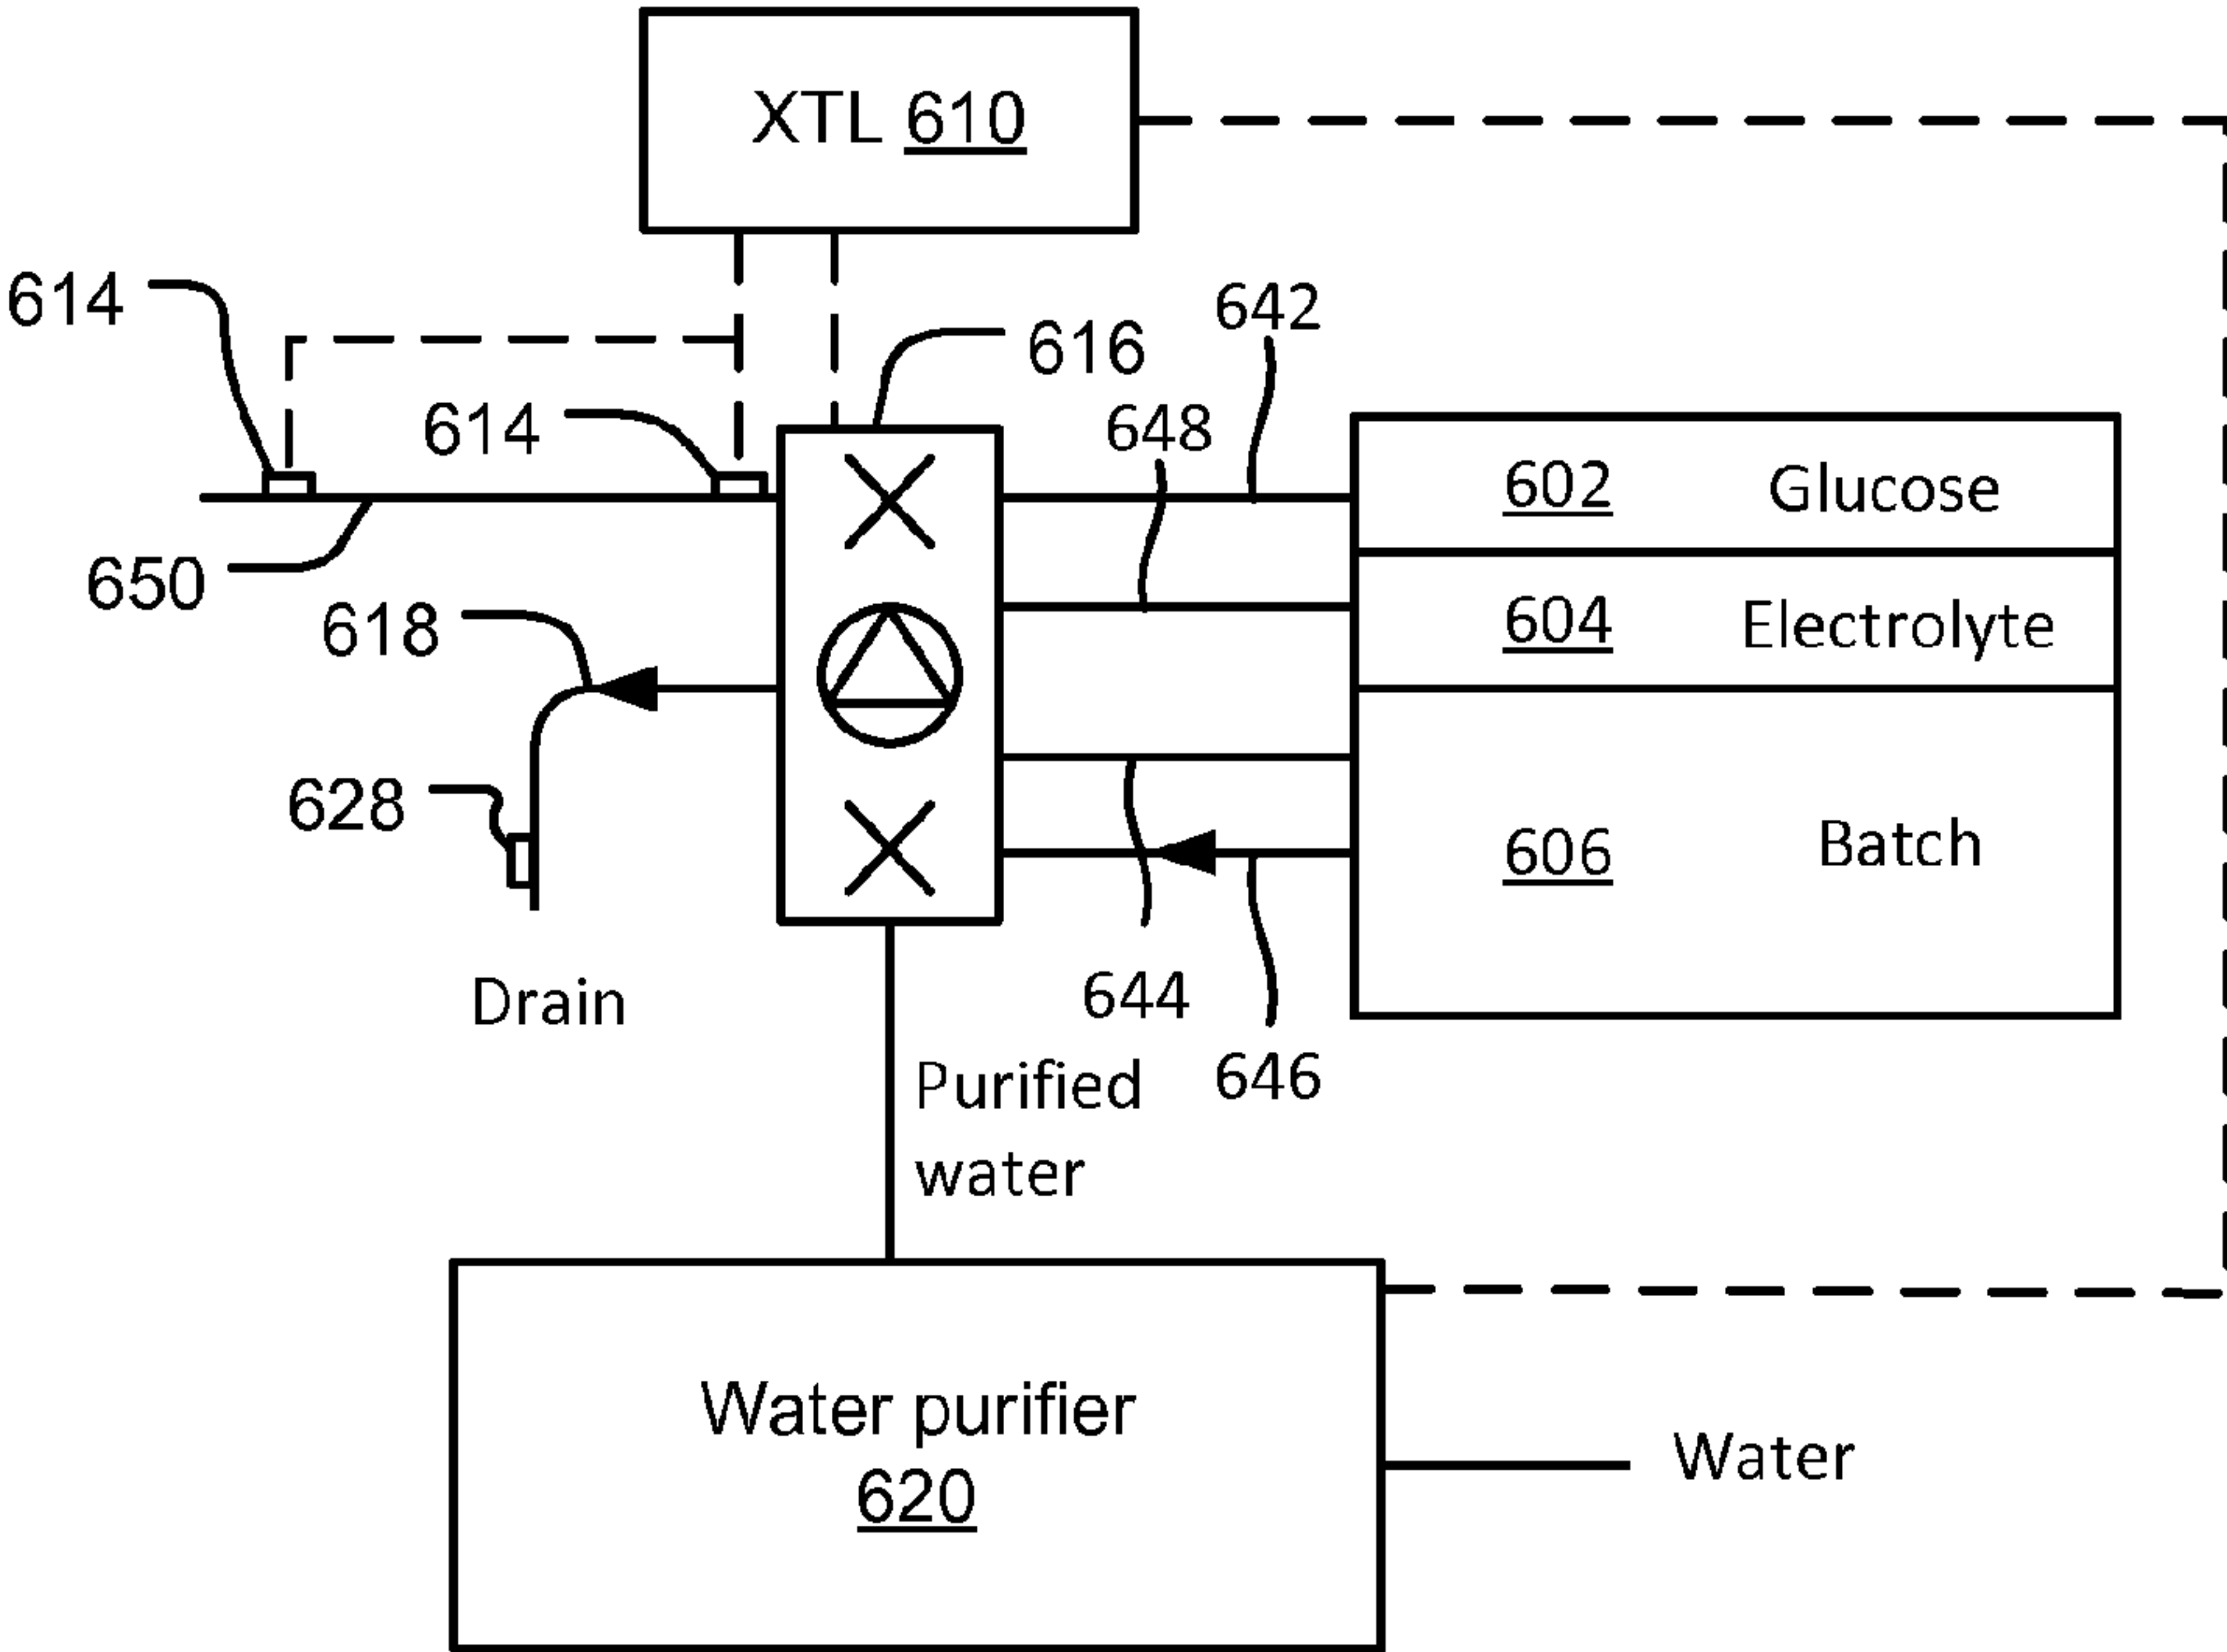 XTL 610
614
642
616
614
648
602 Glucose
650
618
604 Electrolyte
628
606 Batch
Drain
644
646
Purified
water
Water purifier
620
Water